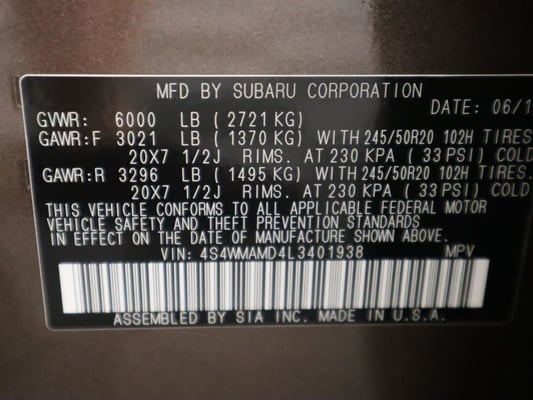 MFD BY SUBARU CORPORATION
DATE: 06/1
GVWR: 6000 LB ( 2721 KG)
GAWR:F 3021 LB ( 1370 KG) WITH 245/50R20 102H TIRES
20X7 1/2J RIMS. AT 230 KPA ( 33 PSI) COLD
GAWR:R 3296 LB ( 1495 KG) WITH 245/50R20 102H TIRES.
20X7 1/2J RIMS. AT 230 KPA ( 33 PSI) COLD
THIS VEHICLE CONFORMS TO ALL APPLICABLE FEDERAL MOTOR
VEHICLE SAFETY AND THEFT PREVENTION STANDARDS
IN EFFECT ON THE DATE OF MANUFACTURE SHOWN ABOVE.
VIN: 4S4WMAMD4L3401938 MPV
ASSEMBLED BY SIA INC. MADE IN U.S.A.